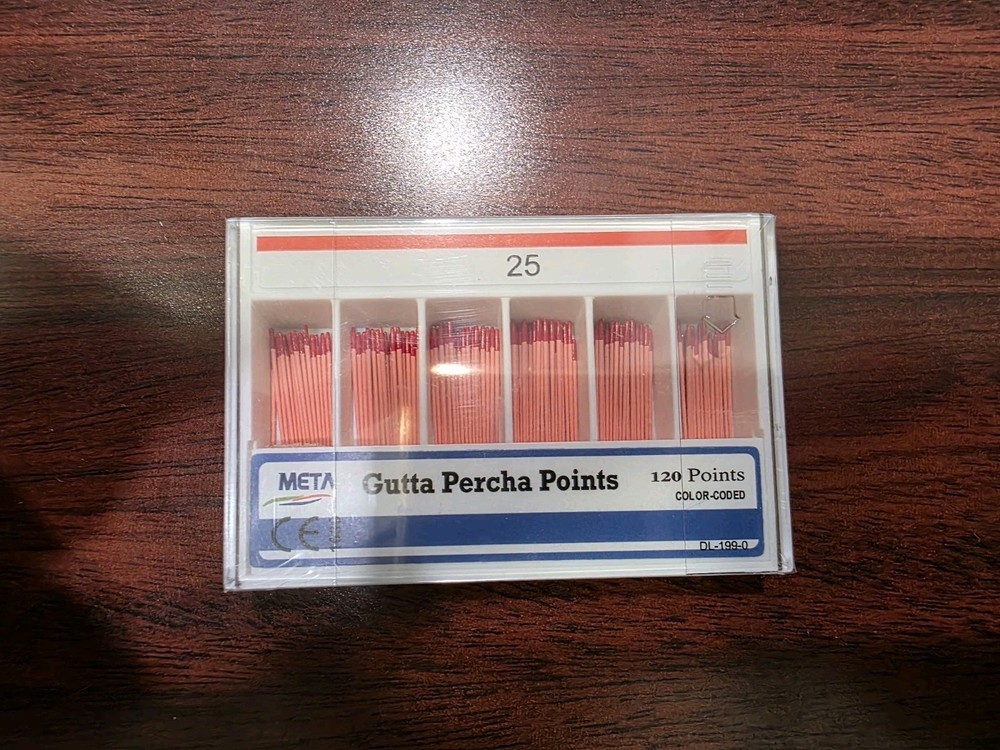 25
META
Gutta Percha Points
120 Points
COLOR-CODED
CE
DL-199-0